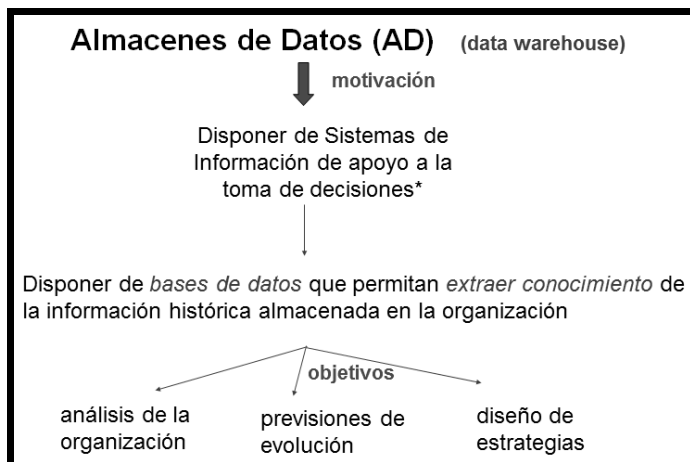 Almacenes de Datos (AD) (data warehouse)
motivación
Disponer de Sistemas de
Información de apoyo a la
toma de decisiones*
Disponer de bases de datos que permitan extraer conocimiento de
la información histórica almacenada en la organización
objetivos
análisis de la
organización
previsiones de
evolución
diseño de
estrategias